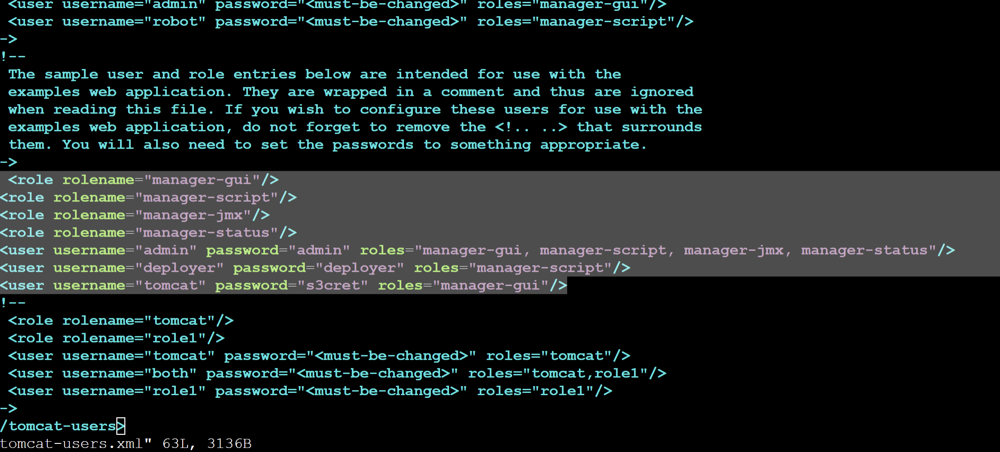 <user username="admin" password="<must-be-changed>" roles="manager-gui"/>
<user username="robot" password="<must-be-changed>" roles="manager-script"/>
->
!--
The sample user and role entries below are intended for use with the
examples web application. They are wrapped in a comment and thus are ignored
when reading this file. If you wish to configure these users for use with the
examples web application, do not forget to remove the <!.. ..> that surrounds
them. You will also need to set the passwords to something appropriate.
->
<role rolename="manager-gui"/>
<role rolename="manager-script"/>
<role rolename="manager-jmx"/>
<role rolename="manager-status"/>
<user username="admin" password="admin" roles="manager-gui, manager-script, manager-jmx, manager-status"/>
<user username="deployer" password="deployer" roles="manager-script"/>
<user username="tomcat" password="s3cret" roles="manager-gui"/>
!--
<role rolename="tomcat"/>
<role rolename="role1"/>
<user username="tomcat" password="<must-be-changed>" roles="tomcat"/>
<user username="both" password="<must-be-changed>" roles="tomcat,role1"/>
<user username="role1" password="<must-be-changed>" roles="role1"/>
->
/tomcat-users>
tomcat-users.xml" 63L, 3136B